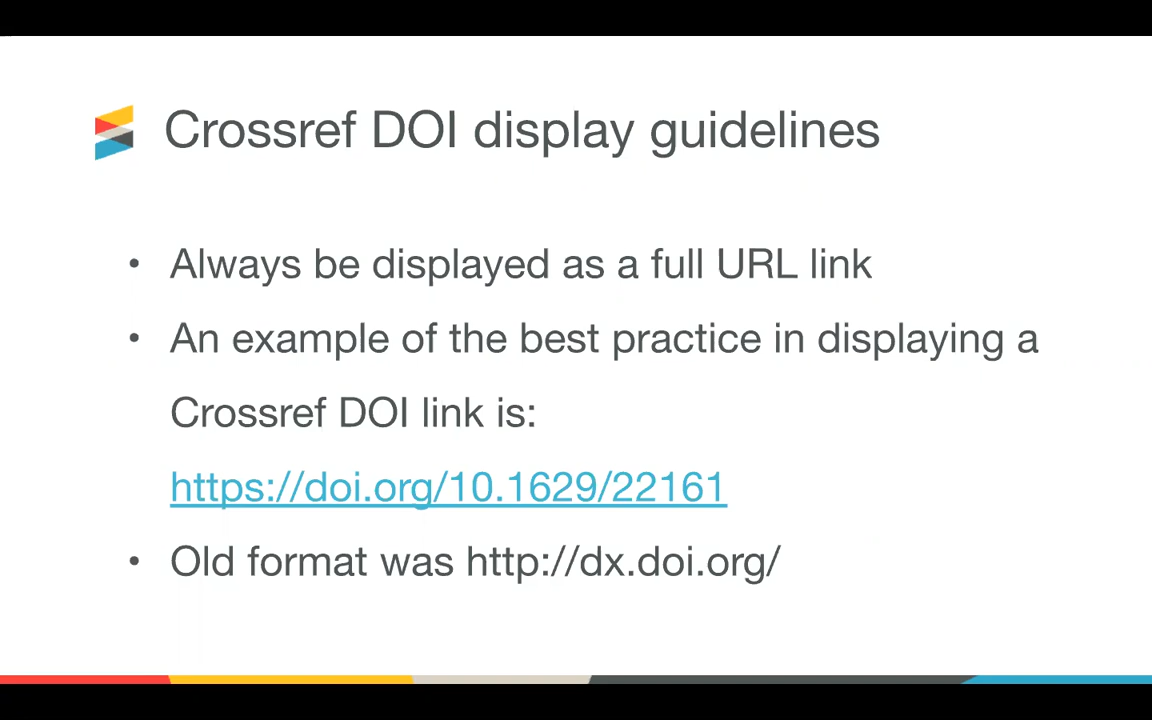 Crossref DOI display guidelines
• Always be displayed as a full URL link
• An example of the best practice in displaying a
Crossref DOI link is:
https://doi.org/10.1629/22161
• Old format was http://dx.doi.org/